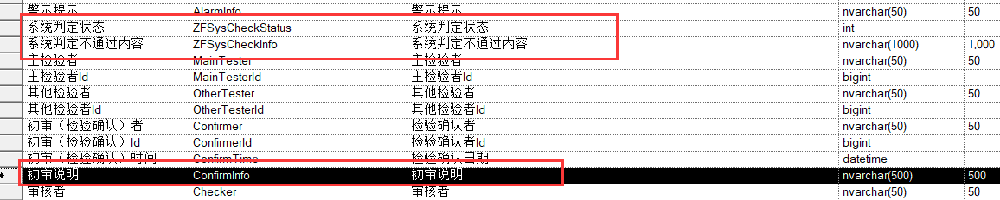 警示提示 AlarmInfo 警示提示 nvarchar(50) 50
系统判定状态 ZFSysCheckStatus 系统判定状态 int
系统判定不通过内容 ZFSysCheckInfo 系统判定不通过内容 nvarchar(1000) 1,000
主检验者 MainTester 主检验者 nvarchar(50) 50
主检验者Id MainTesterId 主检验者Id bigint
其他检验者 OtherTester 其他检验者 nvarchar(50) 50
其他检验者Id OtherTesterId 其他检验者Id bigint
初审（检验确认）者 Confirmer 检验确认者 nvarchar(50) 50
初审（检验确认）Id ConfirmerId 检验确认者Id bigint
初审（检验确认）时间 ConfirmTime 检验确认日期 datetime
初审说明 ConfirmInfo 初审说明 nvarchar(500) 500
审核者 Checker 审核者 nvarchar(50) 50